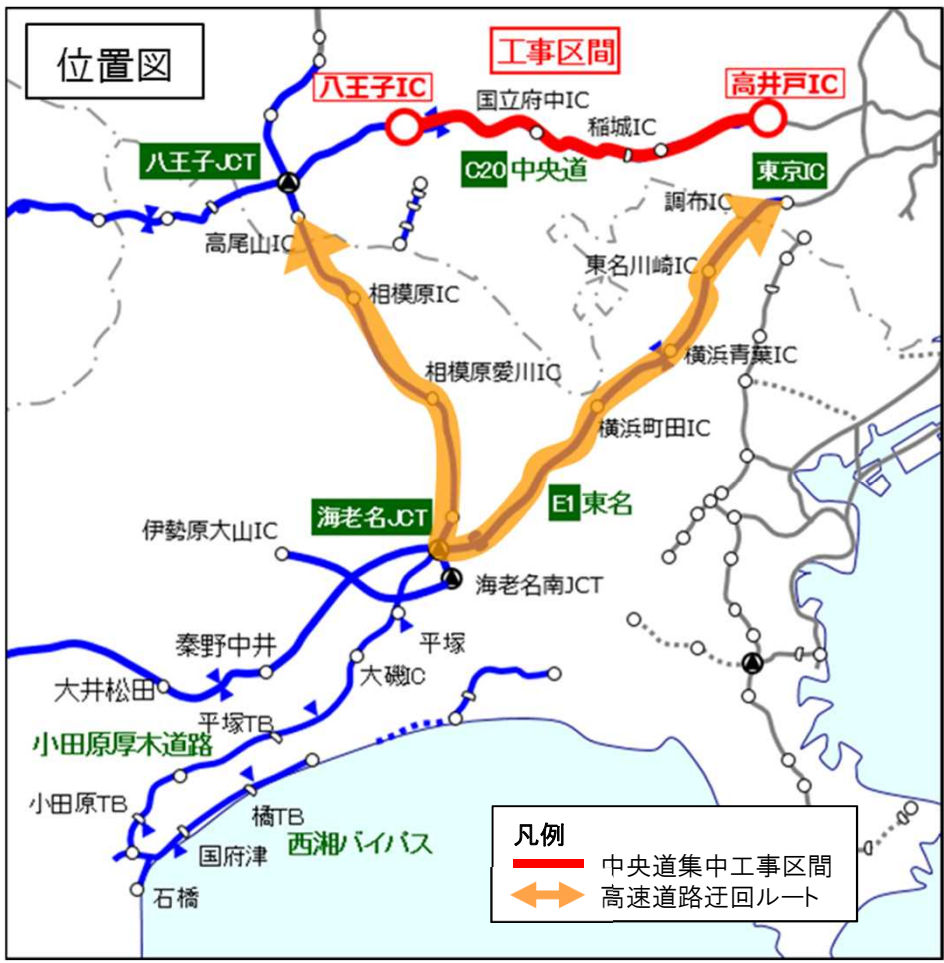 位置図
工事区間
八王子IC
高井戸IC
国立府中IC
稲城IC
八王子JCT
C20 中央道
東京IC
調布IC
高尾山IC
東名川崎IC
相模原IC
横浜青葉IC
相模原愛川IC
横浜町田IC
E1 東名
海老名JCT
伊勢原大山IC
海老名南JCT
秦野中井
平塚
大磯IC
大井松田
平塚TB
小田原厚木道路
小田原TB
橘TB
西湘バイパス
国府津
石橋
凡例
中央道集中工事区間
高速道路迂回ルート